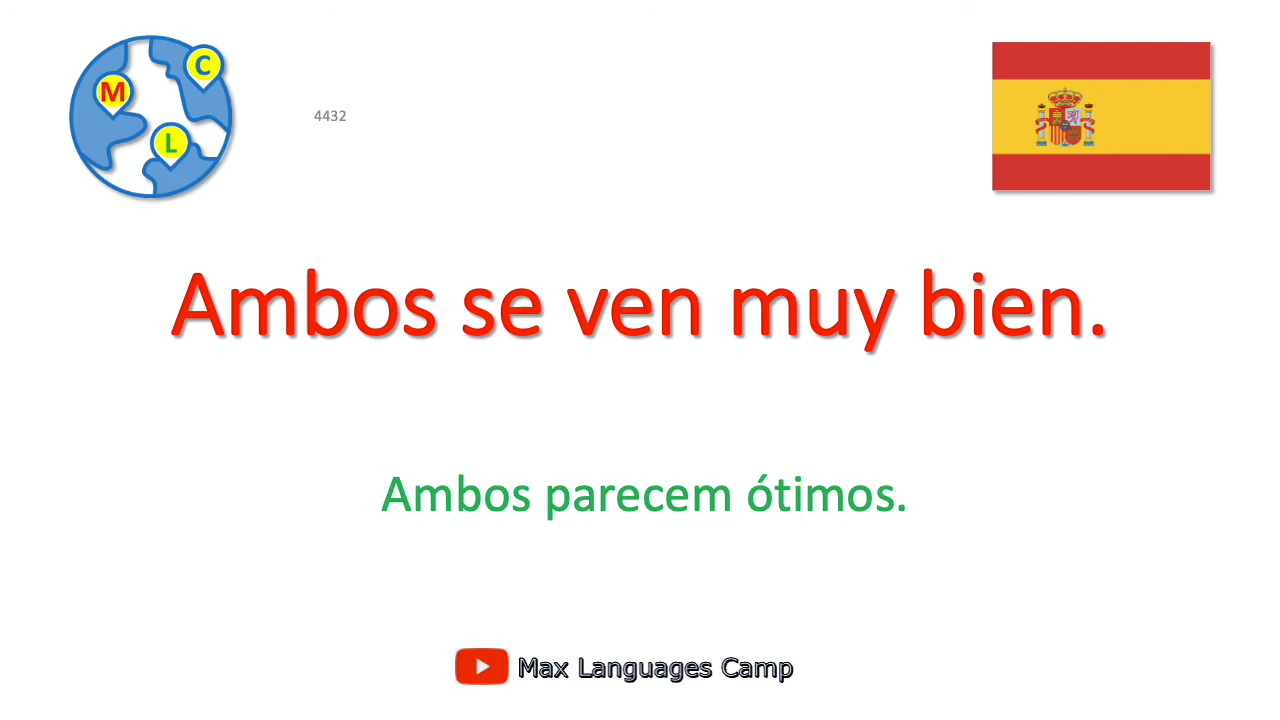 M
C
L
4432
Ambos se ven muy bien.
Ambos parecem ótimos.
Max Languages Camp